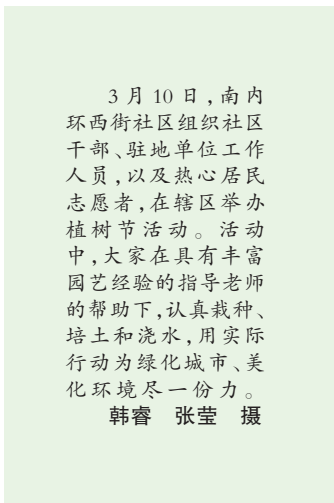 3月10日，南内
环西街社区组织社区
干部、驻地单位工作
人员，以及热心居民
志愿者，在辖区举办
植树节活动。活动
中，大家在具有丰富
园艺经验的指导老师
的帮助下，认真栽种、
培土和浇水，用实际
行动为绿化城市、美
化环境尽一份力。
韩睿 张莹 摄